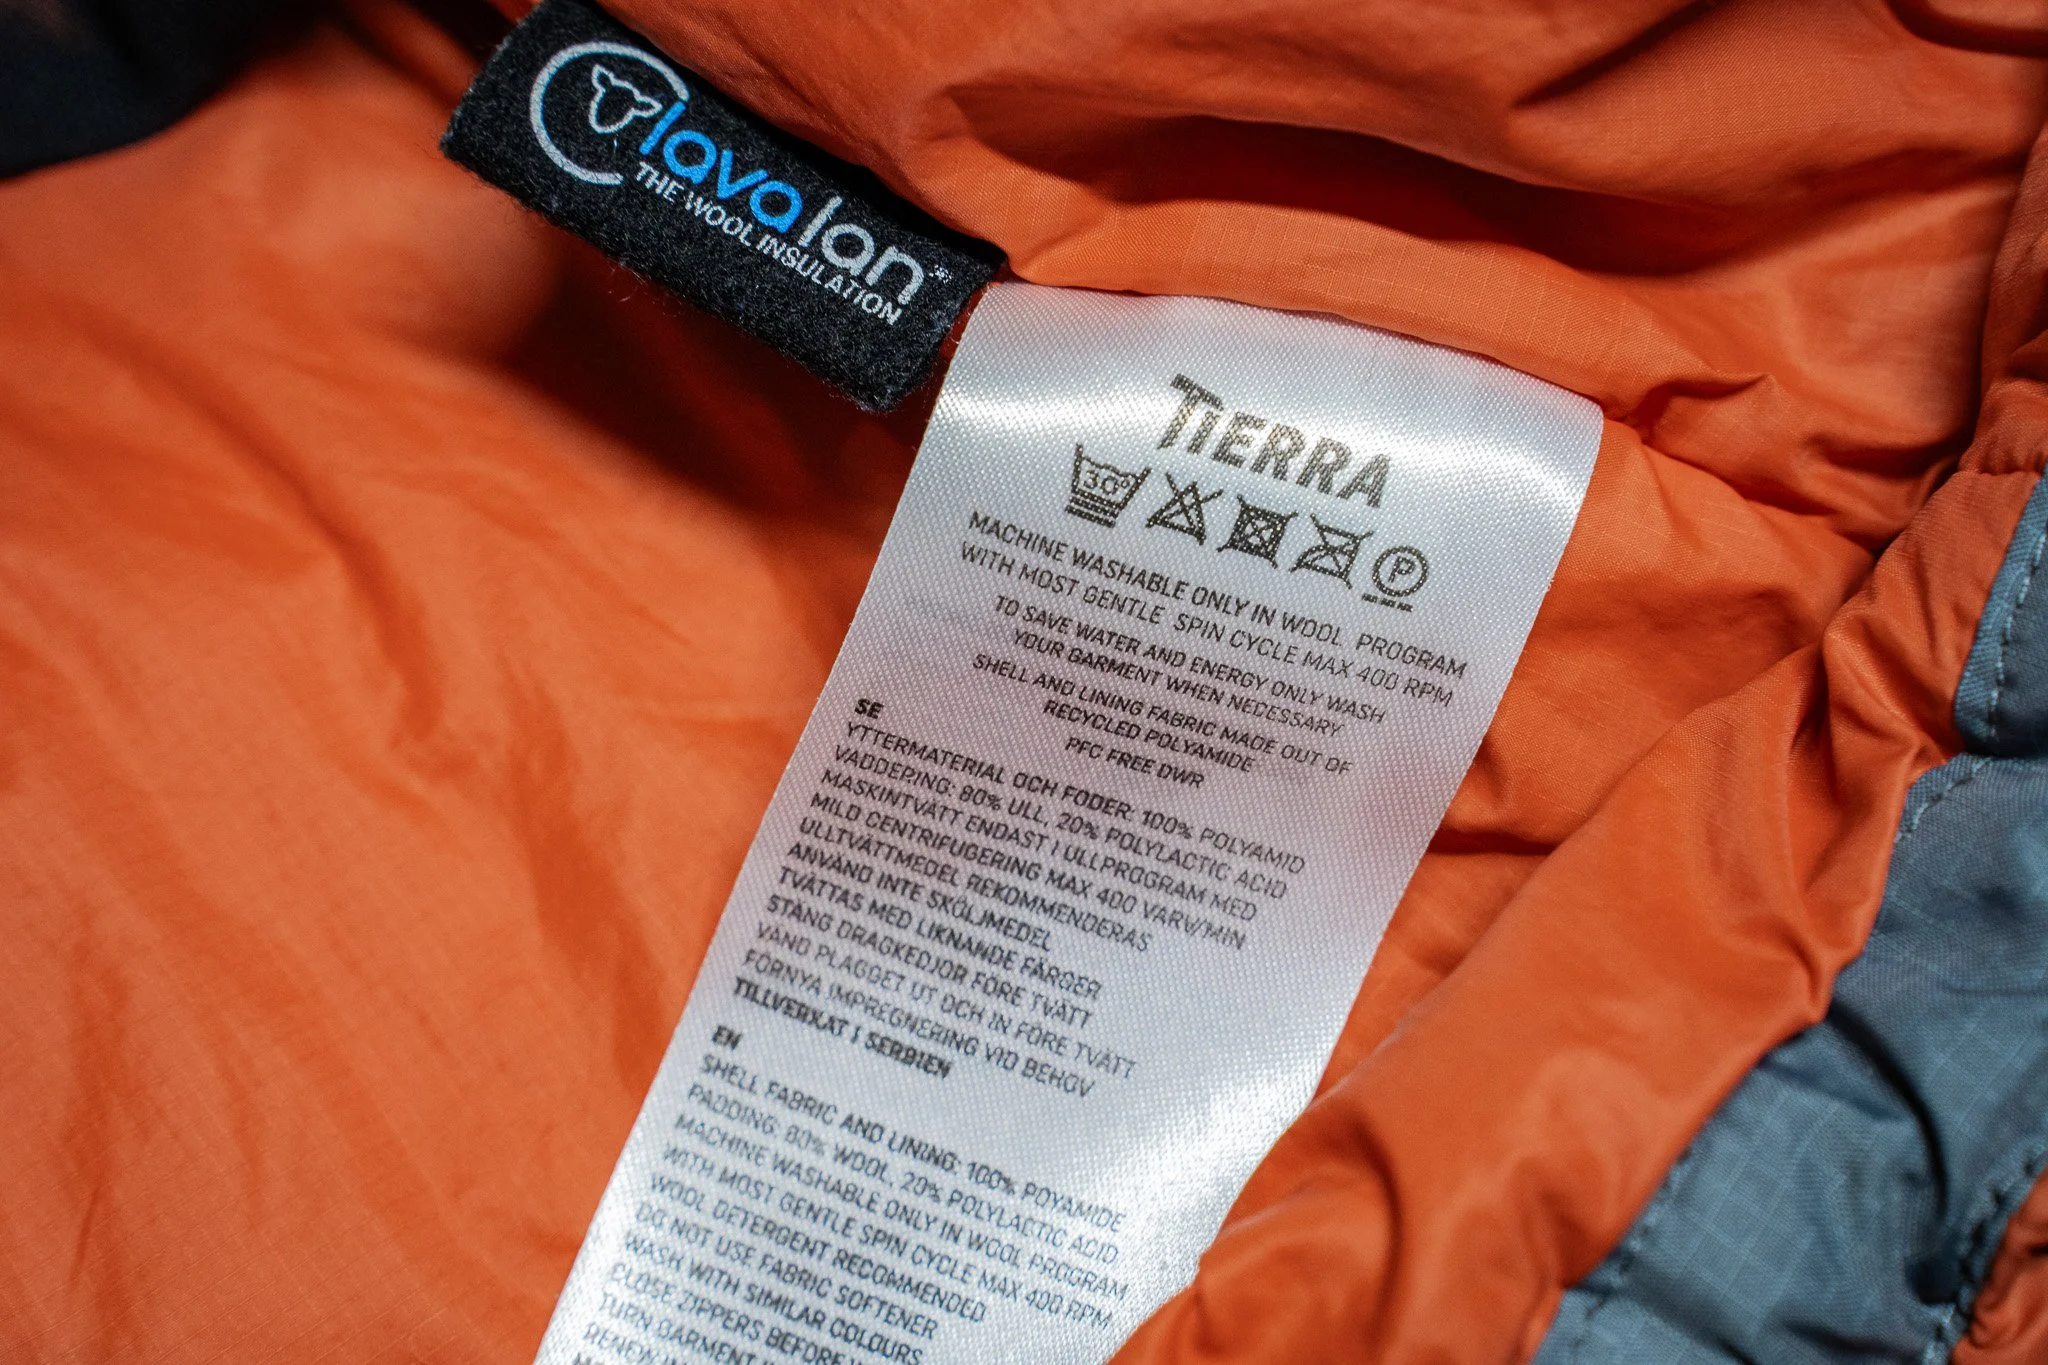 lavalan
THE WOOL INSULATION
TIERRA
30°
P
MACHINE WASHABLE ONLY IN WOOL PROGRAM
WITH MOST GENTLE SPIN CYCLE MAX 400 RPM
TO SAVE WATER AND ENERGY ONLY WASH
YOUR GARMENT WHEN NECESSARY
SHELL AND LINING FABRIC MADE OUT OF
RECYCLED POLYAMIDE
PFC FREE DWR
SE
YTTERMATERIAL OCH FODER: 100% POLYAMID
VADDERING: 80% ULL, 20% POLYLACTIC ACID
MASKINTVÄTT ENDAST I ULLPROGRAM MED
MILD CENTRIFUGERING MAX 400 VARV/MIN
ULLTVÄTTMEDEL REKOMMENDERAS
ANVÄND INTE SKÖLJMEDEL
TVÄTTAS MED LIKNANDE FÄRGER
STÄNG DRAGKEDJOR FÖRE TVÄTT
VÄND PLAGGET UT OCH IN FÖRE TVÄTT
FÖRNYA IMPREGNERING VID BEHOV
TILLVERKAT I SERBIEN
EN
SHELL FABRIC AND LINING: 100% POYAMIDE
PADDING: 80% WOOL, 20% POLYLACTIC ACID
MACHINE WASHABLE ONLY IN WOOL PROGRAM
WITH MOST GENTLE SPIN CYCLE MAX 400 RPM
WOOL DETERGENT RECOMMENDED
DO NOT USE FABRIC SOFTENER
WASH WITH SIMILAR COLOURS
CLOSE ZIPPERS BEFORE
TURN GARMENT
RENEW